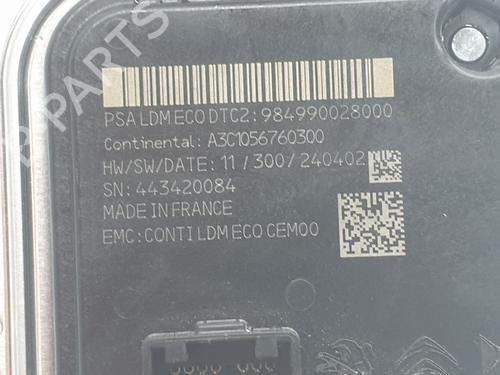 PSA LDM ECO DTC2: 984990028000
Continental: A3C1056760300
HW/SW/DATE: 11/300/240402
SN: 443420084
MADE IN FRANCE
EMC: CONTI LDM ECO CEM00
B-PARTS